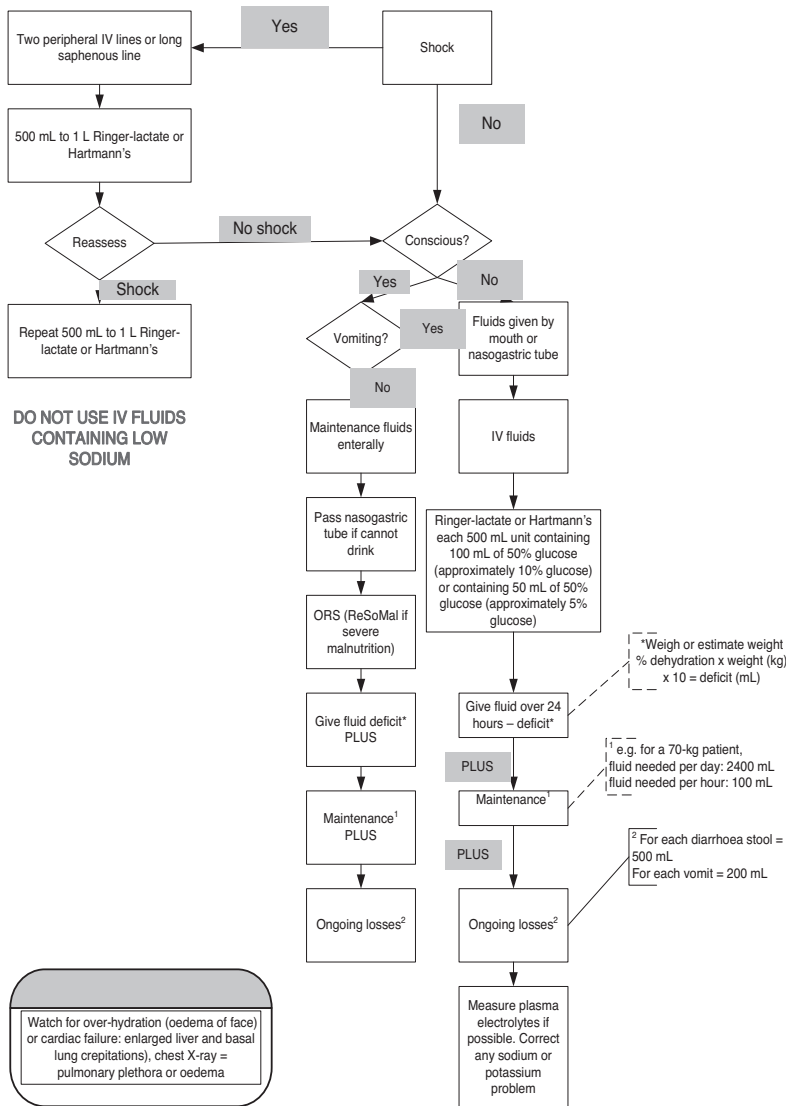 Yes
Two peripheral IV lines or long
saphenous line
Shock
No
500 mL to 1 L Ringer-lactate or
Hartmann's
No shock
Reassess
Conscious?
Shock
Yes
No
Repeat 500 mL to 1 L Ringer-
lactate or Hartmann's
Vomiting?
Yes
Fluids given by
mouth or
nasogastric tube
No
DO NOT USE IV FLUIDS
CONTAINING LOW
SODIUM
Maintenance fluids
enterally
IV fluids
Pass nasogastric
tube if cannot
drink
Ringer-lactate or Hartmann's
each 500 mL unit containing
100 mL of 50% glucose
(approximately 10% glucose)
or containing 50 mL of 50%
glucose (approximately 5%
glucose)
ORS (ReSoMal if
severe
malnutrition)
*Weigh or estimate weight
% dehydration x weight (kg)
x 10 = deficit (mL)
Give fluid deficit*
PLUS
Give fluid over 24
hours – deficit*
PLUS
1 e.g. for a 70-kg patient,
fluid needed per day: 2400 mL
fluid needed per hour: 100 mL
Maintenance1
PLUS
Maintenance1
PLUS
2 For each diarrhoea stool =
500 mL
For each vomit = 200 mL
Ongoing losses2
Ongoing losses2
Watch for over-hydration (oedema of face)
or cardiac failure: enlarged liver and basal
lung crepitations), chest X-ray =
pulmonary plethora or oedema
Measure plasma
electrolytes if
possible. Correct
any sodium or
potassium
problem